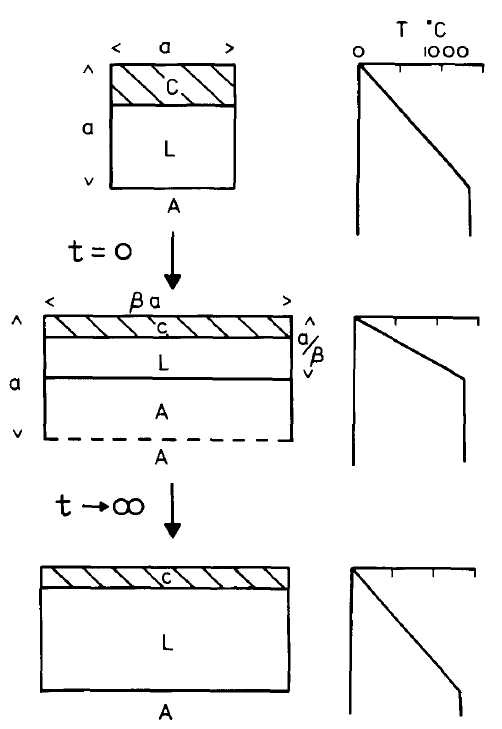 T °C
< a >
0 1000
^
C
a
L
v
A
t = 0
< βa >
^
c
^
a/β
L
v
a
A
v
A
t → ∞
c
L
A